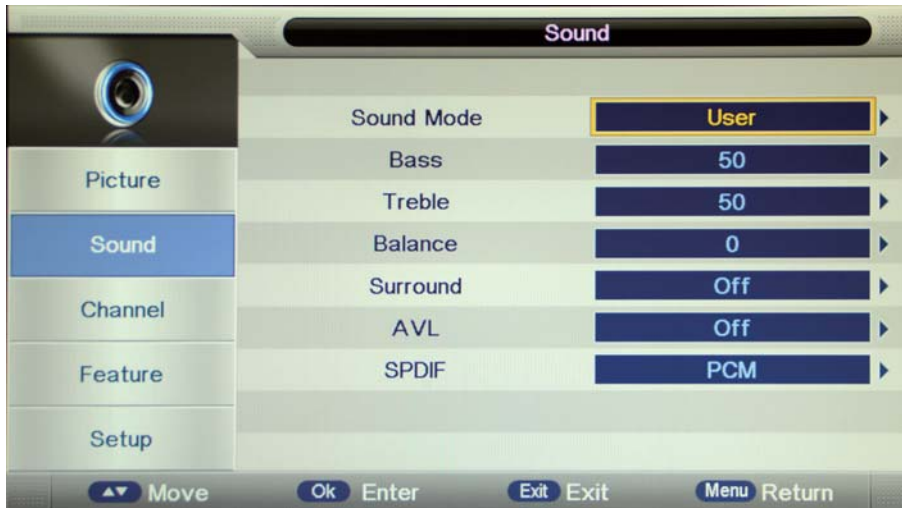 Sound
Sound Mode User
Bass 50
Picture
Treble 50
Sound
Balance 0
Surround Off
Channel
AVL Off
Feature
SPDIF PCM
Setup
Move Ok Enter Exit Exit Menu Return